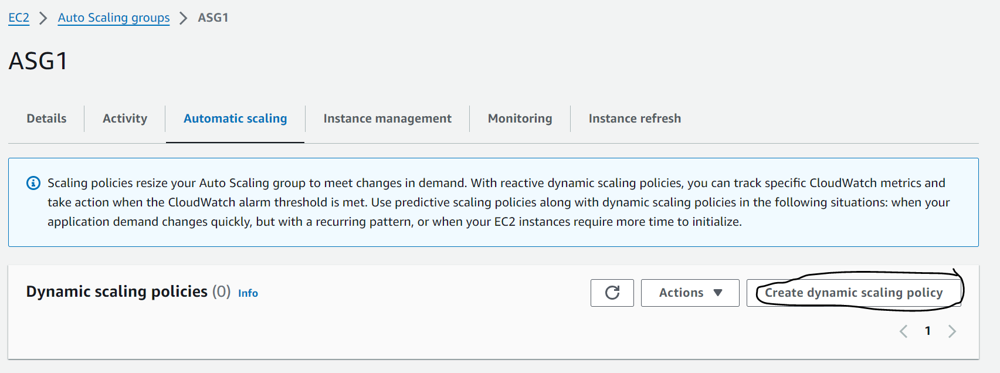 EC2 > Auto Scaling groups > ASG1
ASG1
Details Activity Automatic scaling Instance management Monitoring Instance refresh
Scaling policies resize your Auto Scaling group to meet changes in demand. With reactive dynamic scaling policies, you can track specific CloudWatch metrics and
take action when the CloudWatch alarm threshold is met. Use predictive scaling policies along with dynamic scaling policies in the following situations: when your
application demand changes quickly, but with a recurring pattern, or when your EC2 instances require more time to initialize.
Dynamic scaling policies (0) Info Actions Create dynamic scaling policy
1